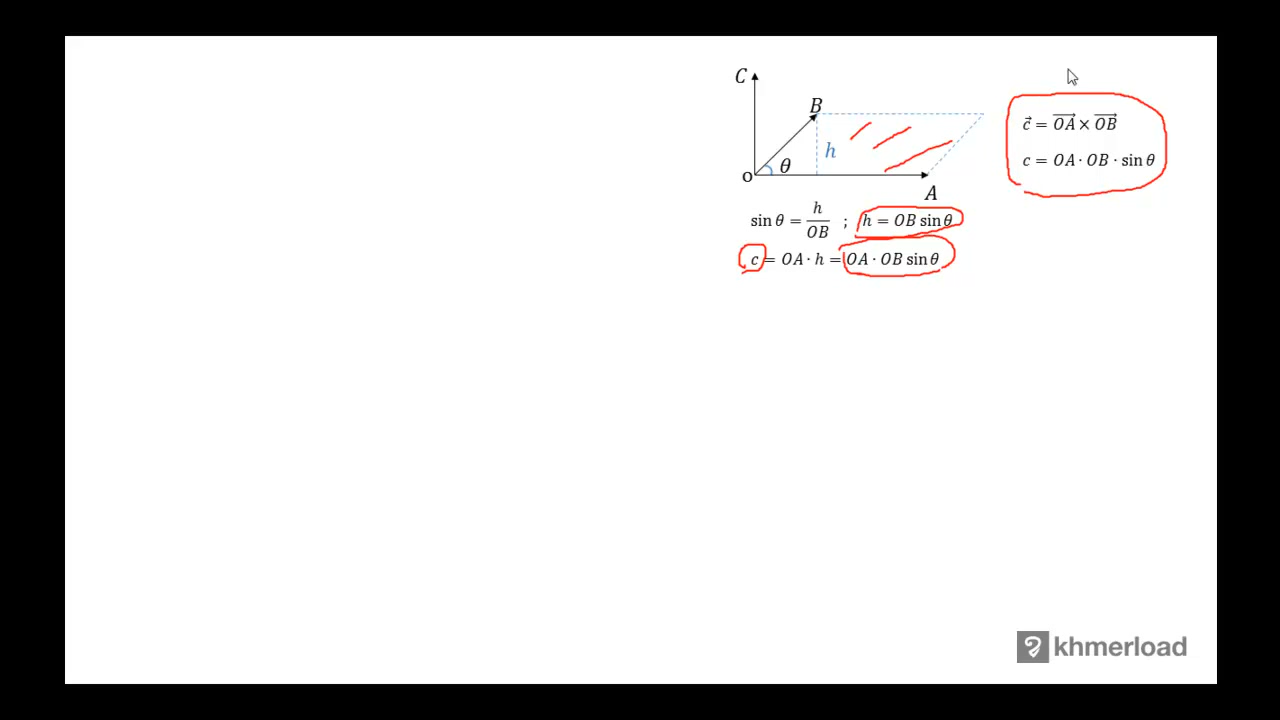 C
B
h
θ
O
A
c⃗ = OA⃗ × OB⃗
c = OA · OB · sin θ
sin θ = h/OB ; h = OB sin θ
c = OA · h = OA · OB sin θ
khmerload